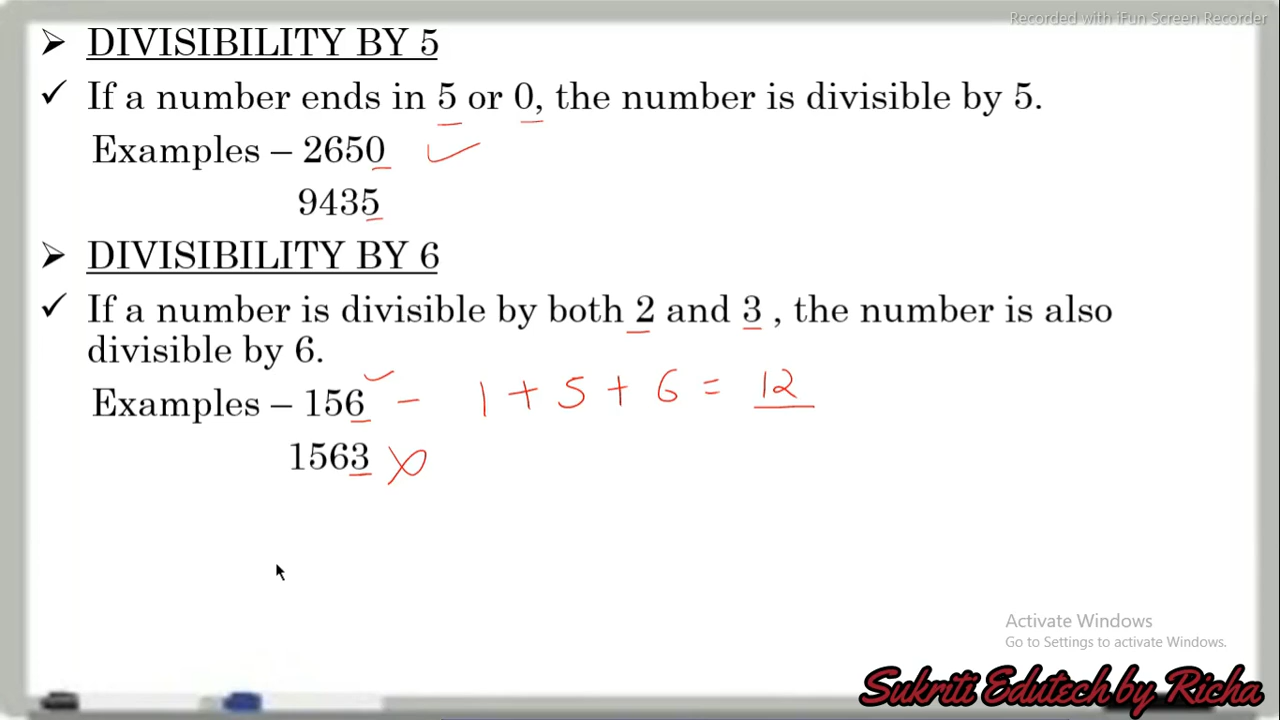 Recorded with iFun Screen Recorder
➢ DIVISIBILITY BY 5
✓ If a number ends in 5 or 0, the number is divisible by 5.
Examples – 2650 ✓
9435
➢ DIVISIBILITY BY 6
✓ If a number is divisible by both 2 and 3 , the number is also
divisible by 6.
Examples – 156 ✓ – 1 + 5 + 6 = 12
1563 ✗
Activate Windows
Go to Settings to activate Windows.
Sukriti Edutech by Richa